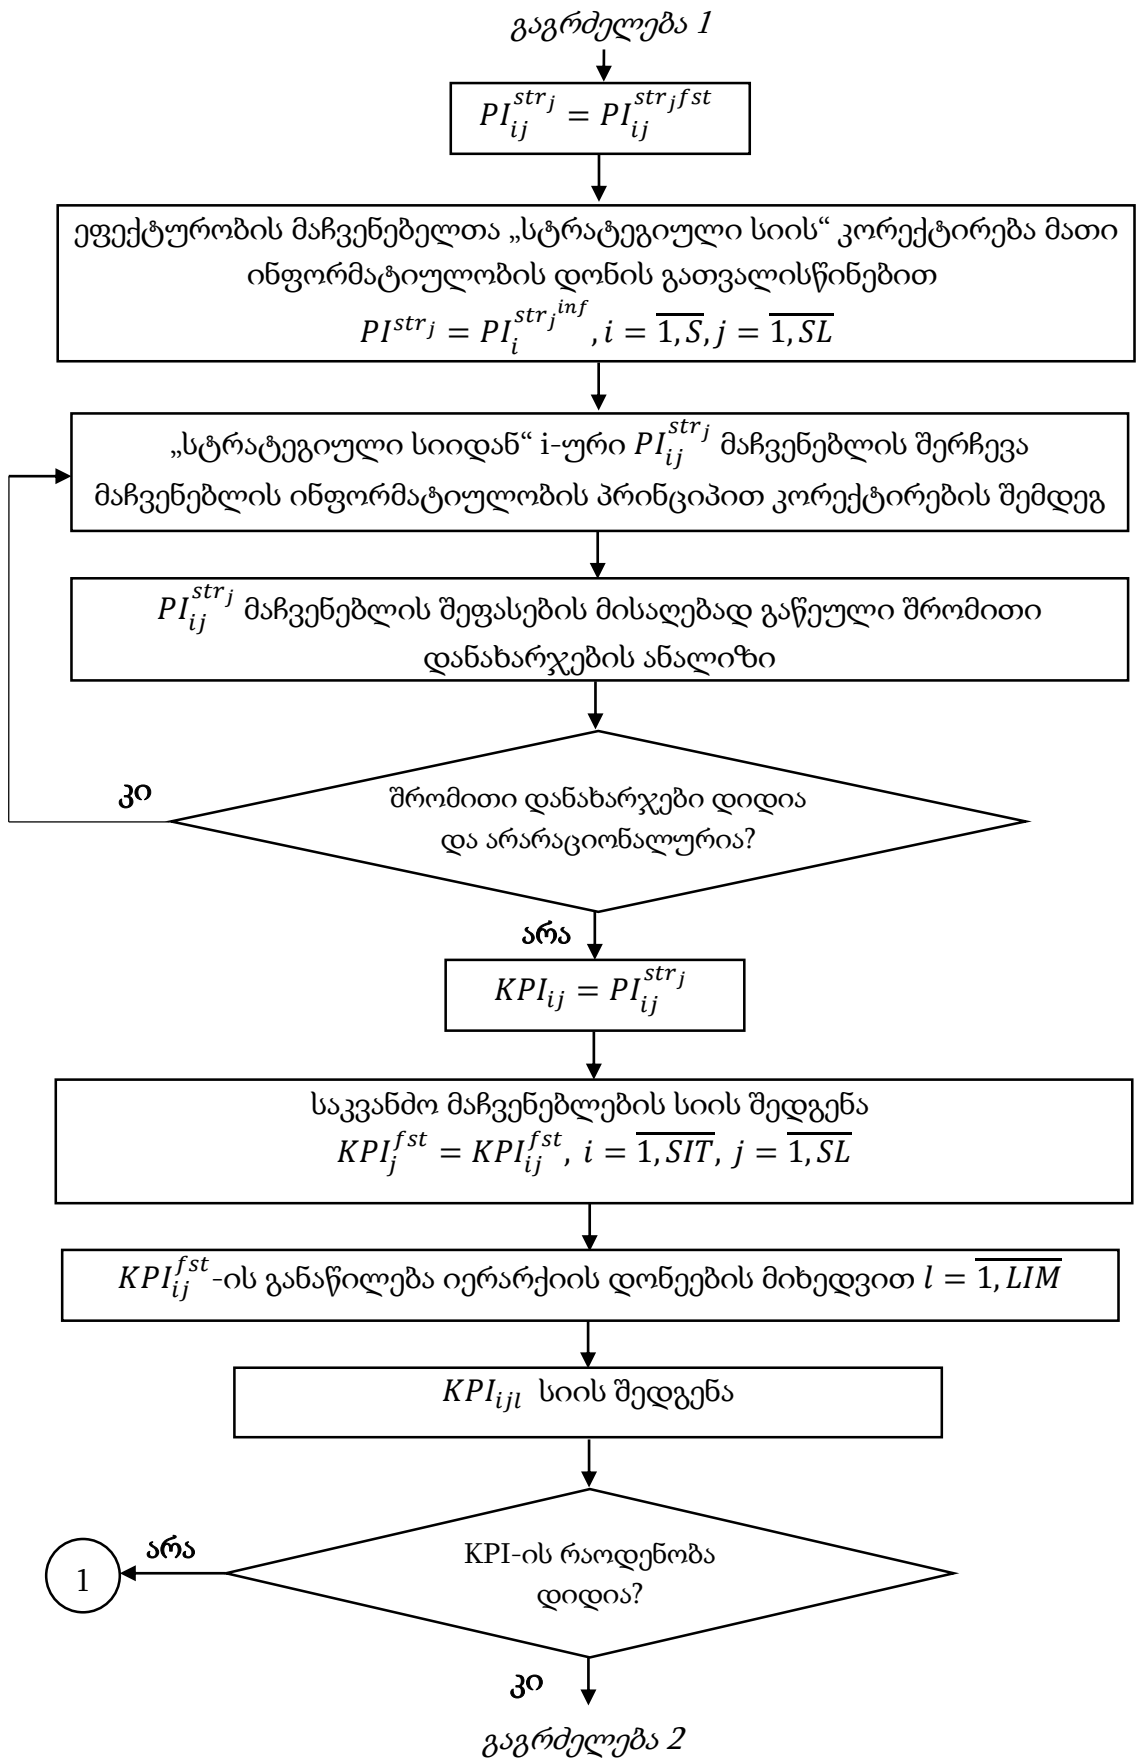 გაგრძელება 1
$PI_{ij}^{str_j} = PI_{ij}^{str_j fst}$
ეფექტურობის მაჩვენებელთა „სტრატეგიული სიის“ კორექტირება მათი
ინფორმატიულობის დონის გათვალისწინებით
$PI^{str_j} = PI_i^{str_j^{inf}}, i = \overline{1,S}, j = \overline{1,SL}$
„სტრატეგიული სიიდან“ i-ური $PI_{ij}^{str_j}$ მაჩვენებლის შერჩევა
მაჩვენებლის ინფორმატიულობის პრინციპით კორექტირების შემდეგ
$PI_{ij}^{str_j}$ მაჩვენებლის შეფასების მისაღებად გაწეული შრომითი
დანახარჯების ანალიზი
კი
შრომითი დანახარჯები დიდია
და არარაციონალურია?
არა
$KPI_{ij} = PI_{ij}^{str_j}$
საკვანძო მაჩვენებლების სიის შედგენა
$KPI_j^{fst} = KPI_{ij}^{fst}, i = \overline{1,SIT}, j = \overline{1,SL}$
$KPI_{ij}^{fst}$-ის განაწილება იერარქიის დონეების მიხედვით $l = \overline{1,LIM}$
$KPI_{ijl}$ სიის შედგენა
არა
KPI-ის რაოდენობა
1
დიდია?
კი
გაგრძელება 2